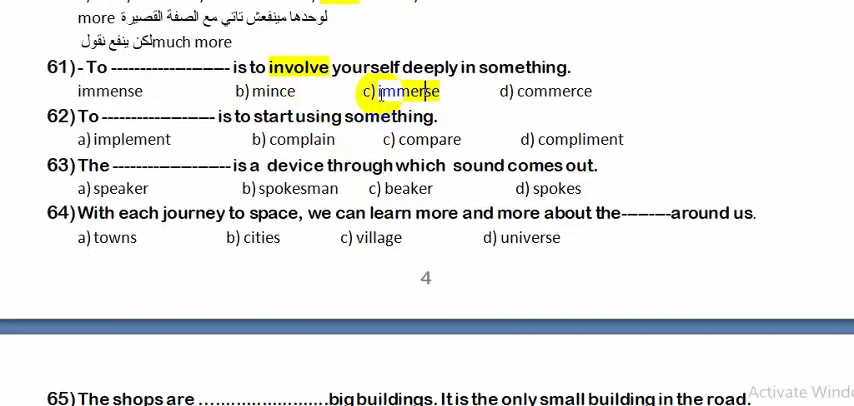 more لوحدها مينفعش تاتي مع الصفة القصيرة
لكن ينفع نقول much more
61) - To ---------------------- is to involve yourself deeply in something.
immense b) mince c) immerse d) commerce
62) To --------------------- is to start using something.
a) implement b) complain c) compare d) compliment
63) The ---------------------- is a device through which sound comes out.
a) speaker b) spokesman c) beaker d) spokes
64) With each journey to space, we can learn more and more about the---------around us.
a) towns b) cities c) village d) universe
4
65) The shops are ........................big buildings. It is the only small building in the road.
Activate Windo